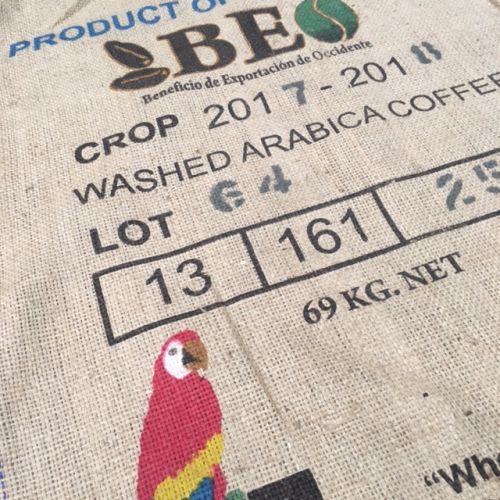 PRODUCT OF
BEO
Beneficio de Exportación de Occidente
CROP 2017-2018
WASHED ARABICA COFFEE
LOT 64
13 161 25
69 KG. NET